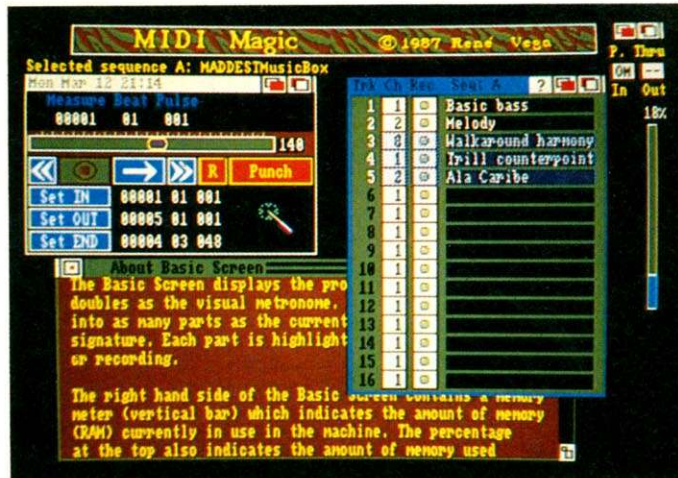 MIDI Magic © 1987 René Vega
P. Thru
ON --
In Out
18%
Selected sequence A: MADDESTMusicBox
Mon Mar 12 21:14
Measure Beat Pulse
00001 01 001
140
R Punch
Set IN 00001 01 001
Set OUT 00005 01 001
Set END 00004 03 048
Trk Ch Rec Seq: A ?
1 1 Basic bass
2 2 Melody
3 8 Walkaround harmony
4 1 Trill counterpoint
5 2 Ala Caribe
6 1
7 1
8 1
9 1
10 1
11 1
12 1
13 1
14 1
15 1
16 1
About Basic Screen
The Basic Screen displays the pro
doubles as the visual metronome.
into as many parts as the current
signature. Each part is highlight
or recording.
The right hand side of the Basic Screen contains a memory
meter (vertical bar) which indicates the amount of memory
(RAM) currently in use in the machine. The percentage
at the top also indicates the amount of memory used